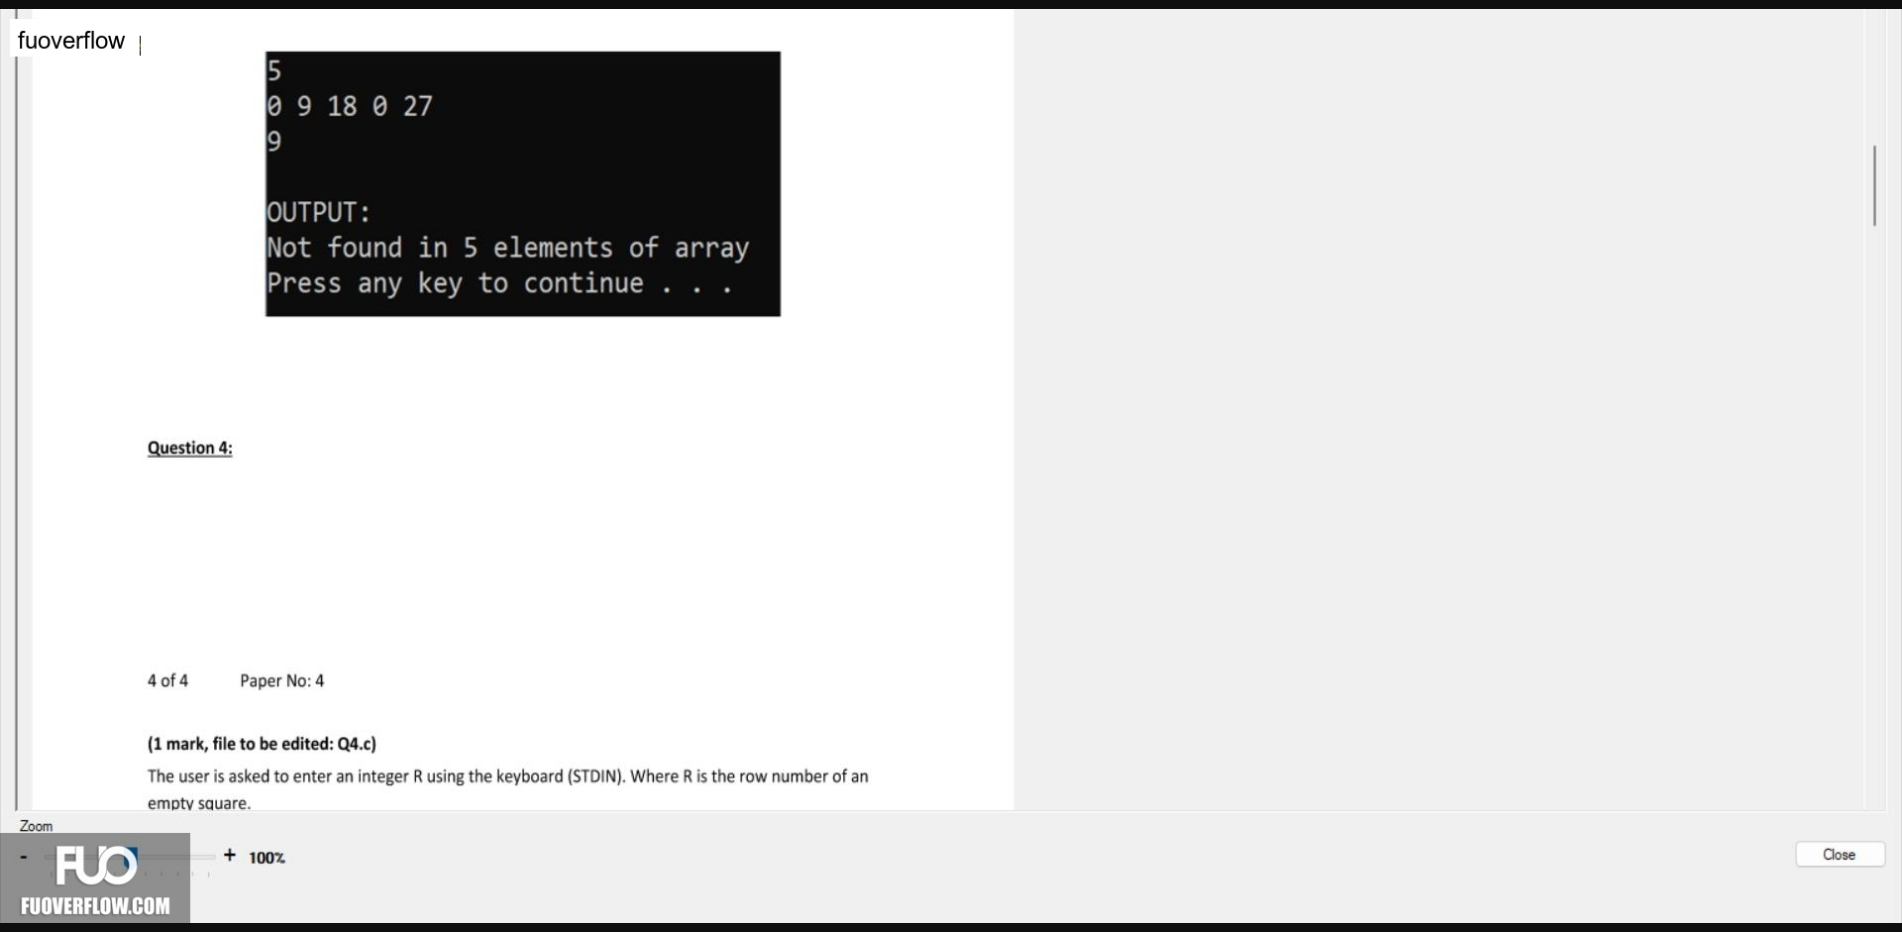 fuoverflow
5
0 9 18 0 27
9
OUTPUT:
Not found in 5 elements of array
Press any key to continue . . .
Question 4:
4 of 4 Paper No: 4
(1 mark, file to be edited: Q4.c)
The user is asked to enter an integer R using the keyboard (STDIN). Where R is the row number of an
empty square.
Zoom
- + 100%
Close
FUO
FUOVERFLOW.COM